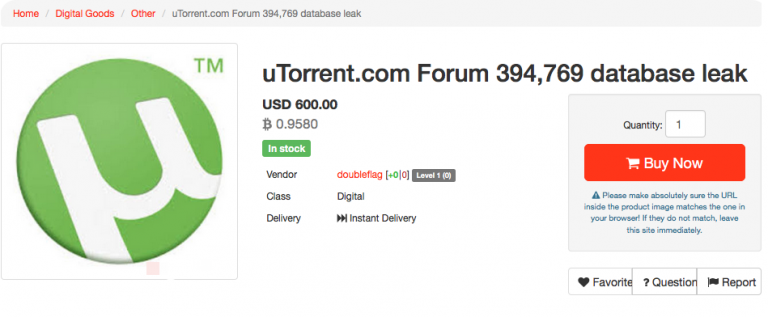 Home / Digital Goods / Other / uTorrent.com Forum 394,769 database leak
TM
µ
uTorrent.com Forum 394,769 database leak
USD 600.00
฿ 0.9580
In stock
Vendor doubleflag [+0|0] Level 1 (0)
Class Digital
Delivery Instant Delivery
Quantity: 1
Buy Now
Please make absolutely sure the URL
inside the product image matches the one in
your browser! If they do not match, leave
this site immediately.
Favorite
? Question
Report